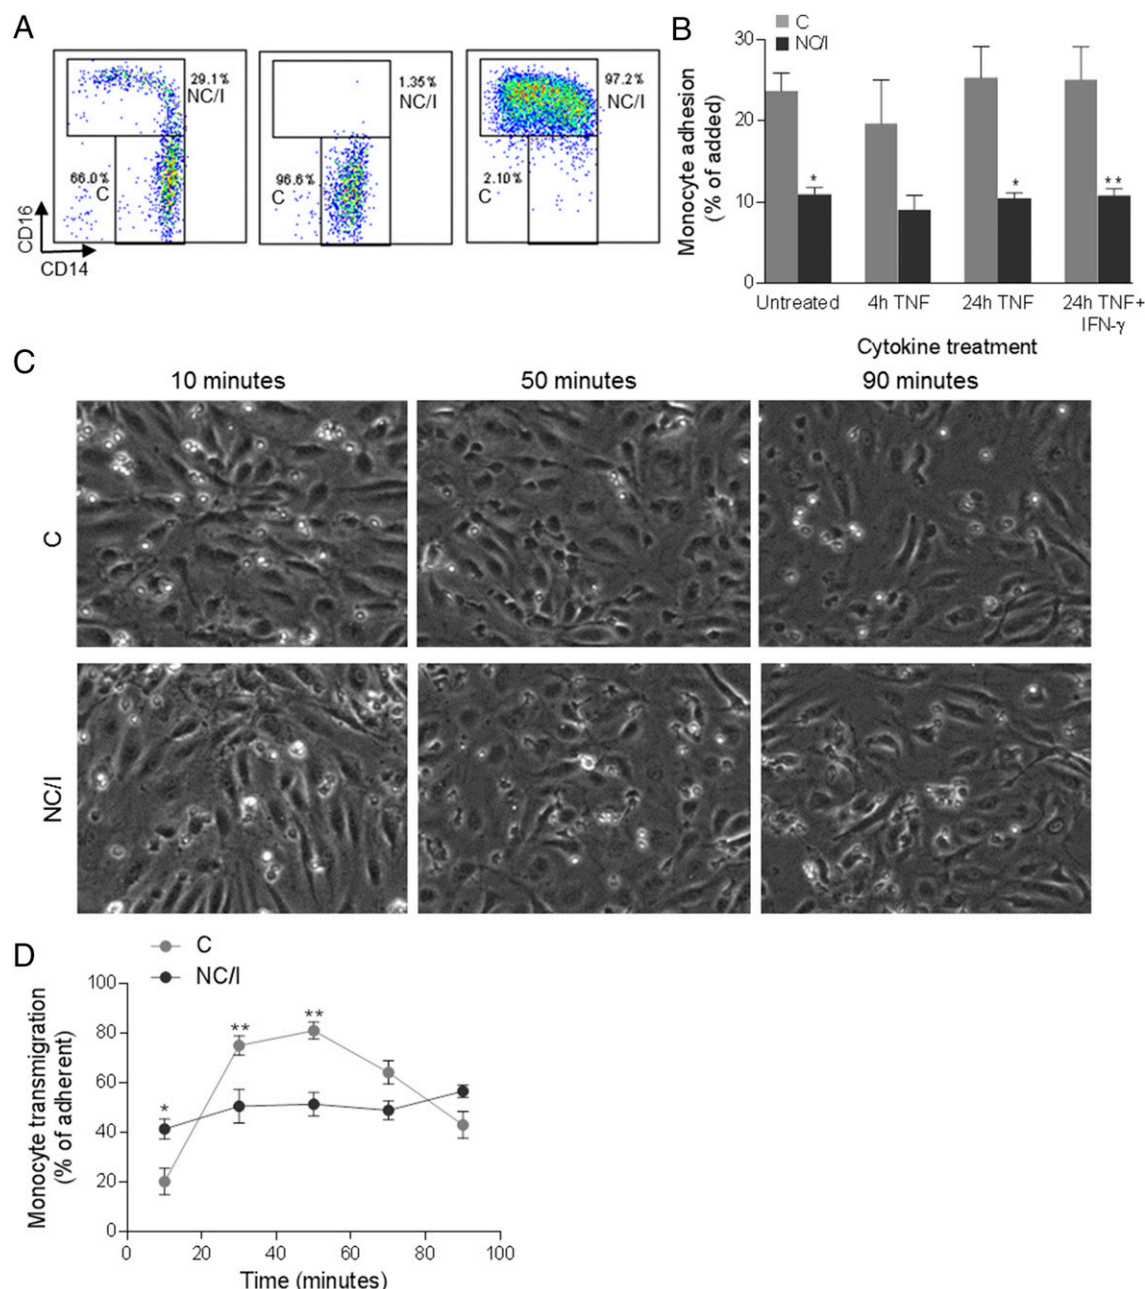 A
29.1%
NC/I
66.0%
C
1.35%
NC/I
96.6%
C
97.2%
NC/I
2.10%
C
CD16
CD14
B
C
NC/I
Monocyte adhesion
(% of added)
30
20
10
0
*
*
**
Untreated
4h TNF
24h TNF
24h TNF+
IFN-γ
Cytokine treatment
C
10 minutes
50 minutes
90 minutes
C
NC/I
D
C
NC/I
Monocyte transmigration
(% of adherent)
100
80
60
40
20
0
*
**
**
0
20
40
60
80
100
Time (minutes)